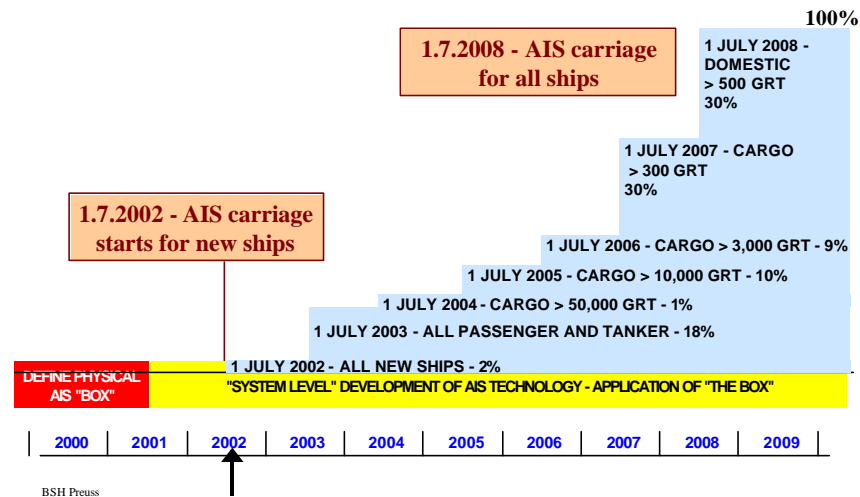 100%
1.7.2008 - AIS carriage
for all ships
1 JULY 2008 -
DOMESTIC
> 500 GRT
30%
1 JULY 2007 - CARGO
> 300 GRT
30%
1.7.2002 - AIS carriage
starts for new ships
1 JULY 2006 - CARGO > 3,000 GRT - 9%
1 JULY 2005 - CARGO > 10,000 GRT - 10%
1 JULY 2004 - CARGO > 50,000 GRT - 1%
1 JULY 2003 - ALL PASSENGER AND TANKER - 18%
1 JULY 2002 - ALL NEW SHIPS - 2%
DEFINE PHYSICAL
AIS "BOX"
"SYSTEM LEVEL" DEVELOPMENT OF AIS TECHNOLOGY - APPLICATION OF "THE BOX"
2000 2001 2002 2003 2004 2005 2006 2007 2008 2009
BSH Preuss